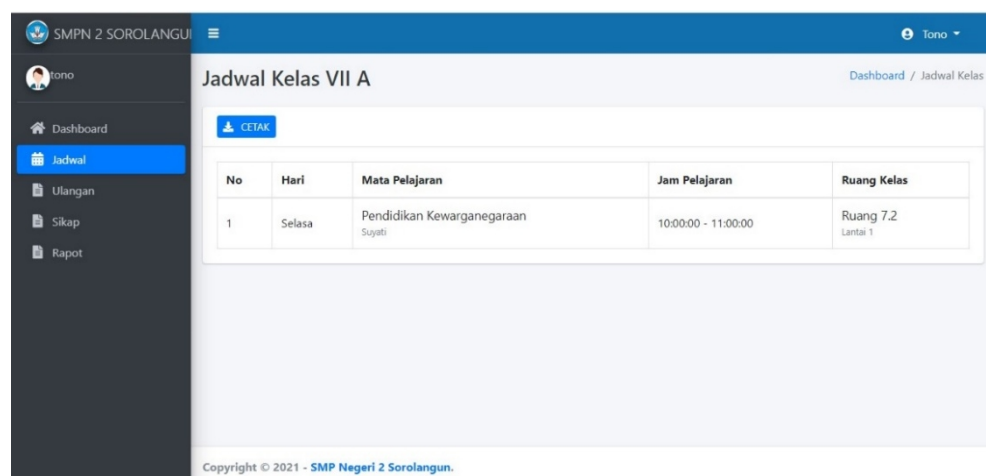 SMPN 2 SOROLANGU
Tono
tono
Jadwal Kelas VII A
Dashboard / Jadwal Kelas
Dashboard
Jadwal
Ulangan
Sikap
Rapot
CETAK
No Hari Mata Pelajaran Jam Pelajaran Ruang Kelas
1 Selasa Pendidikan Kewarganegaraan 10:00:00 - 11:00:00 Ruang 7.2
Suyati Lantai 1
Copyright © 2021 - SMP Negeri 2 Sorolangun.